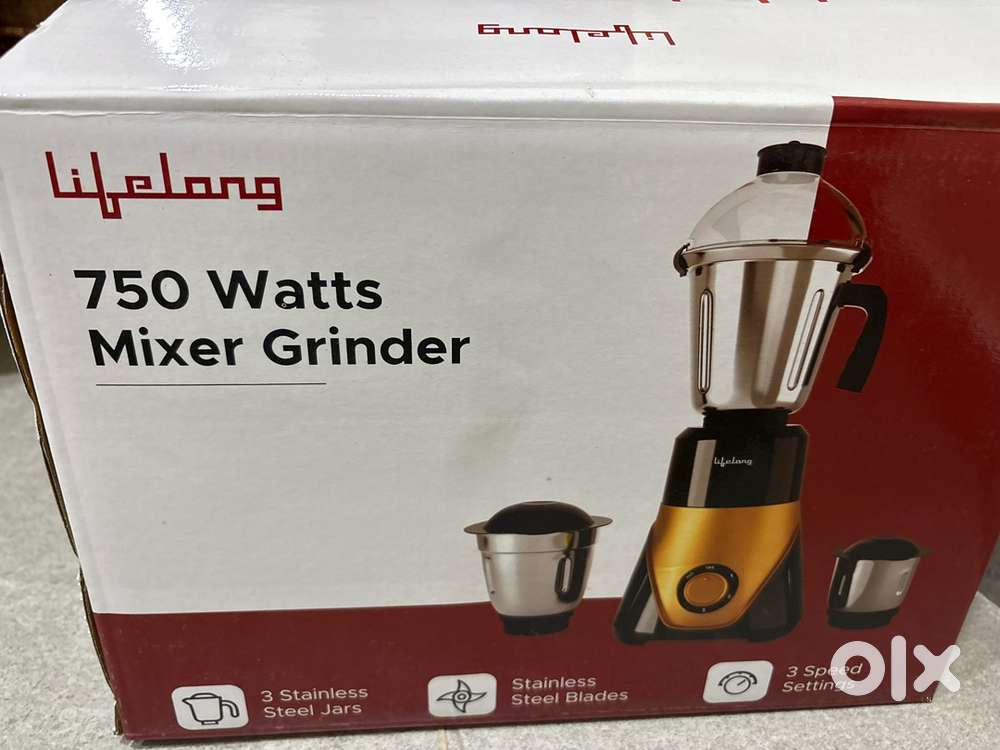 Lifelong
Lifelong
750 Watts
Mixer Grinder
lifelong
3 Stainless
Steel Jars
Stainless
Steel Blades
3 Speed
Settings
olx